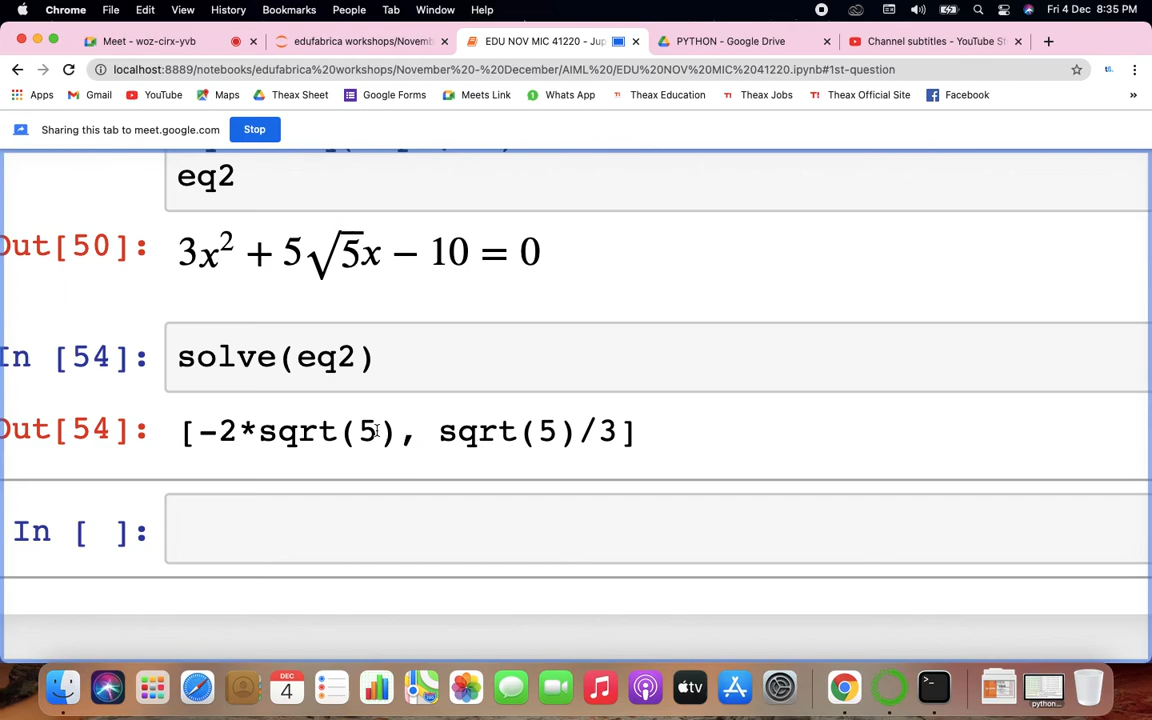 Chrome File Edit View History Bookmarks People Tab Window Help Fri 4 Dec 8:35 PM
Meet - woz-cirx-yvb edufabrica workshops/Novemb EDU NOV MIC 41220 - Jup PYTHON - Google Drive Channel subtitles - YouTube St
localhost:8889/notebooks/edufabrica%20workshops/November%20-%20December/AIML%20/EDU%20NOV%20MIC%2041220.ipynb#1st-question
Apps Gmail YouTube Maps Theax Sheet Google Forms Meets Link Whats App Theax Education Theax Jobs Theax Official Site Facebook »
Sharing this tab to meet.google.com Stop
eq2
Out[50]: 3x² + 5√5x − 10 = 0
In [54]: solve(eq2)
Out[54]: [-2*sqrt(5), sqrt(5)/3]
In [ ]:
DEC
4
python...